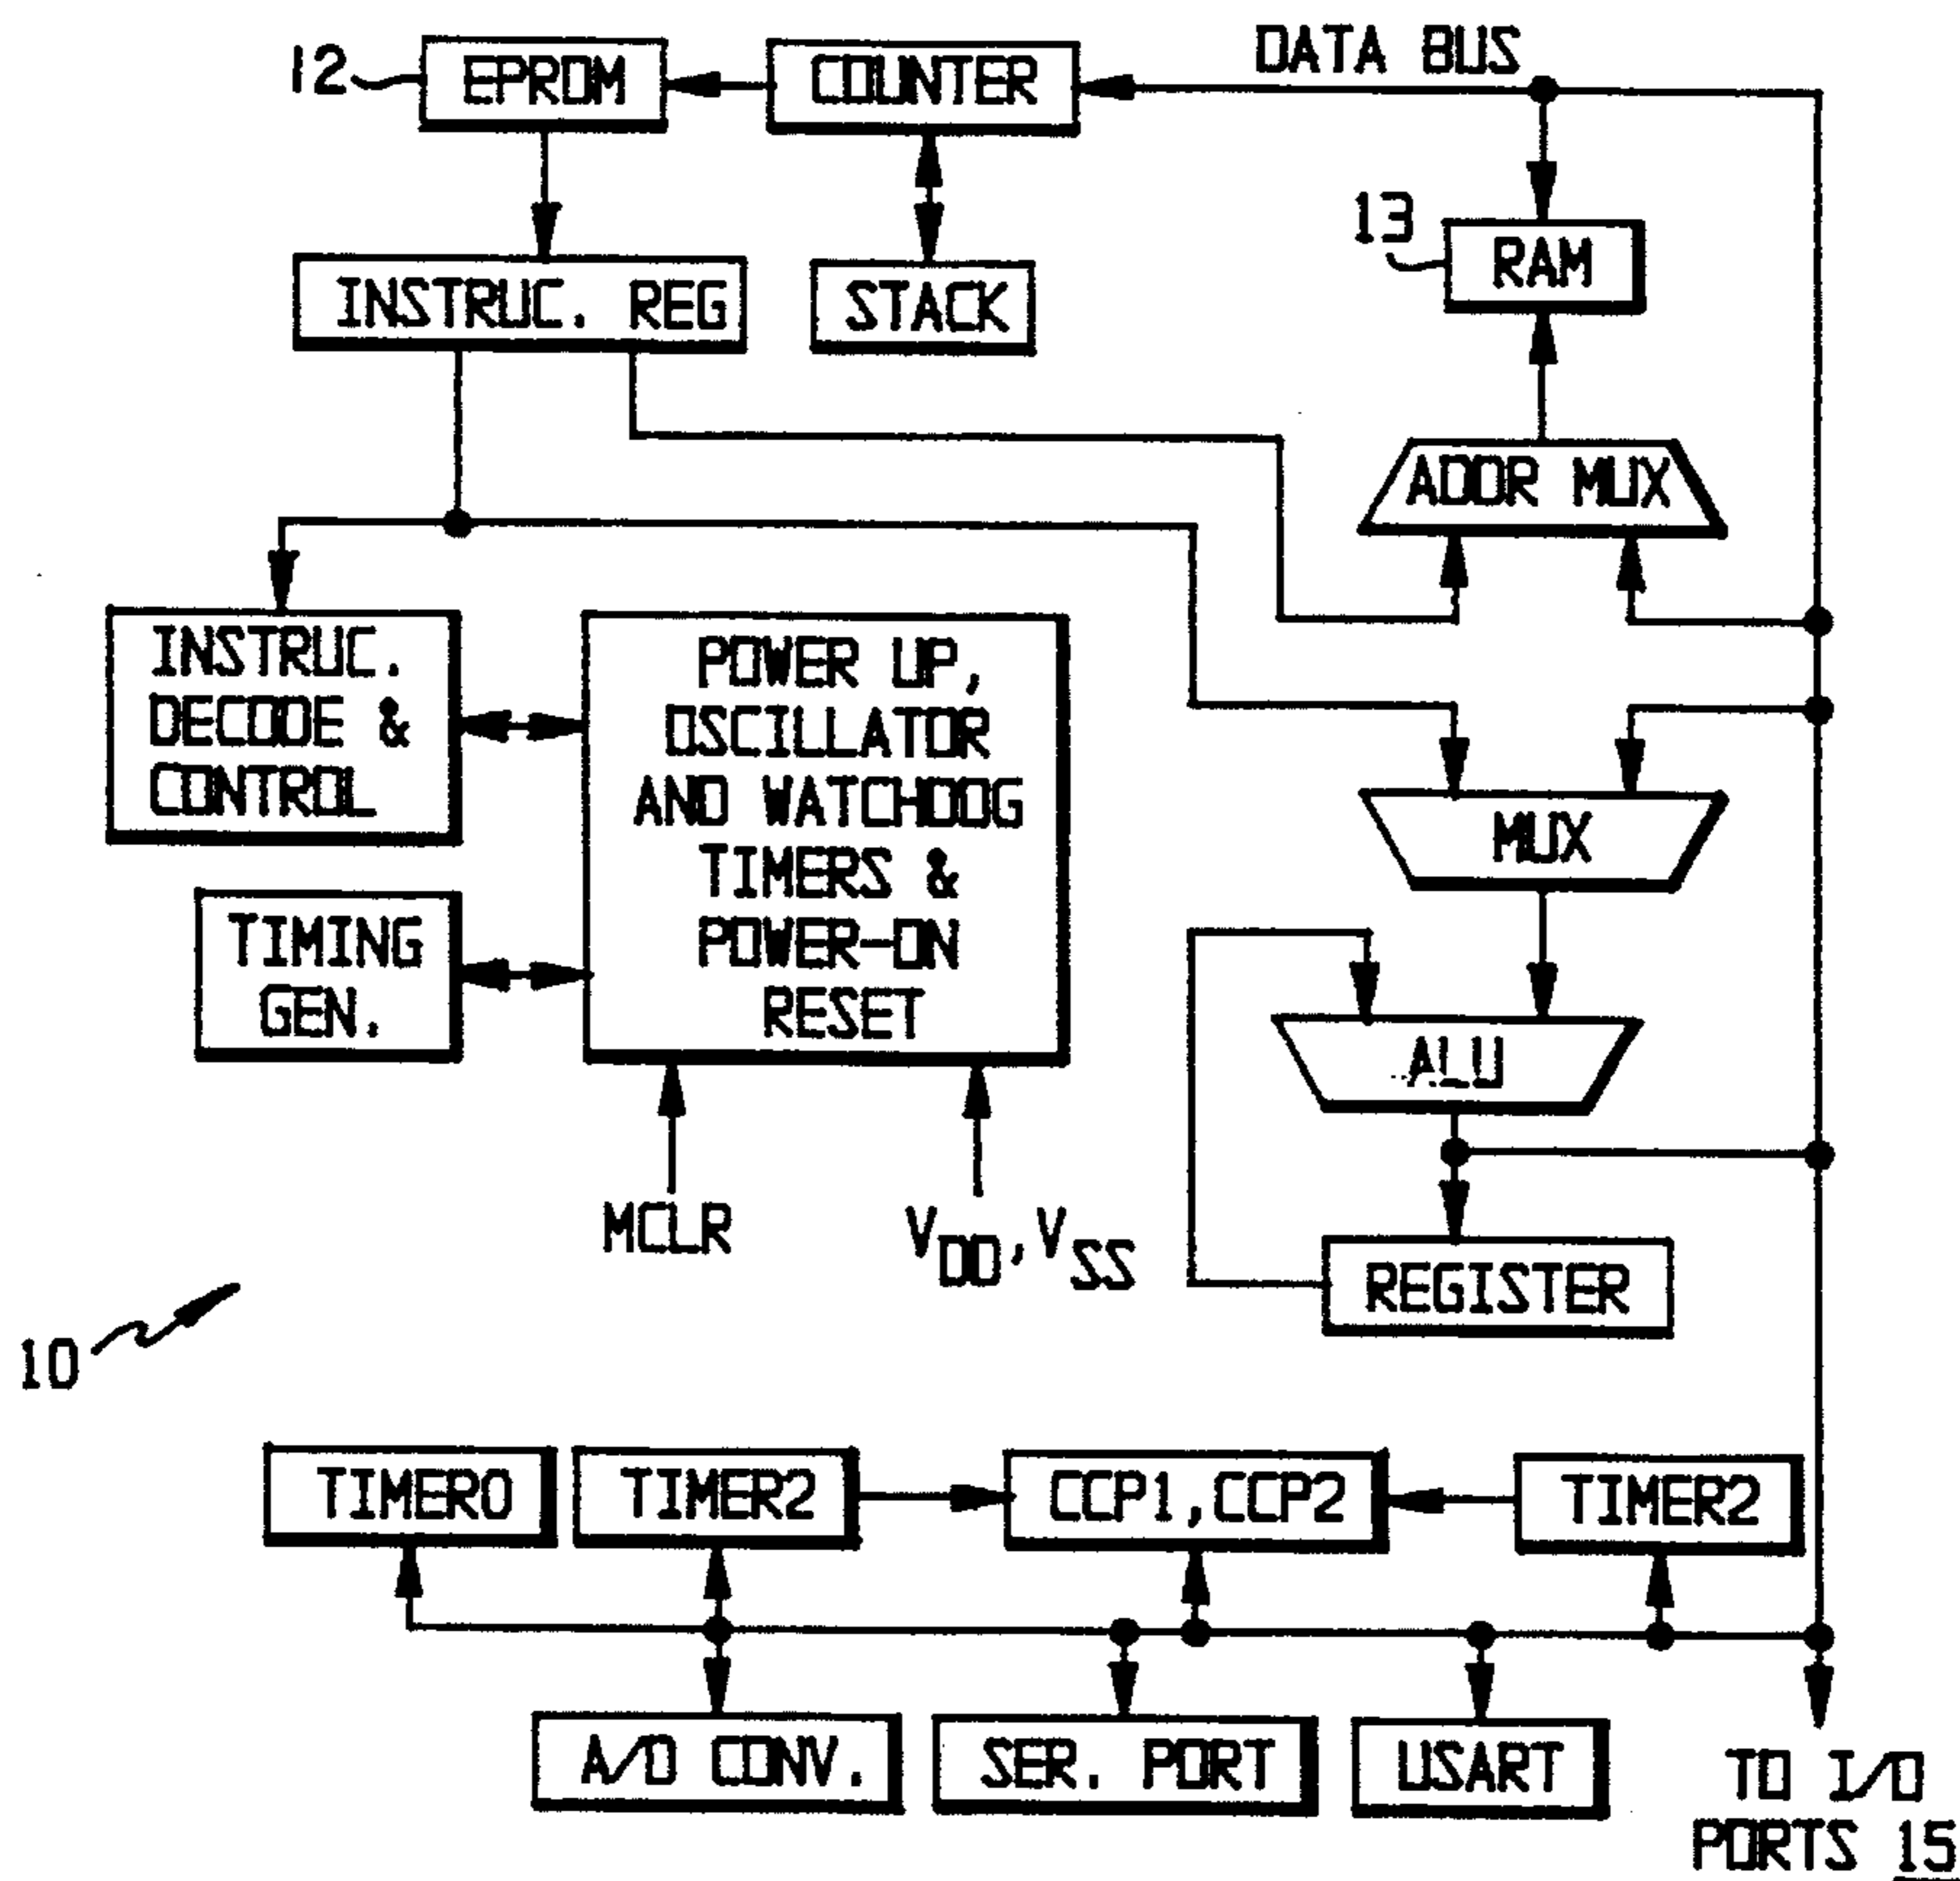 DATA BUS
12
EPROM
COUNTER
13
RAM
INSTRUC. REG
STACK
ADDR MUX
INSTRUC.
DECODE &
CONTROL
POWER UP,
OSCILLATOR
AND WATCHDOG
TIMERS &
POWER-ON
RESET
MUX
TIMING
GEN.
ALU
MCLR
VDD, VSS
REGISTER
10
TIMER0
TIMER2
CCP1, CCP2
TIMER2
A/D CONV.
SER. PORT
USART
TO I/O
PORTS 15